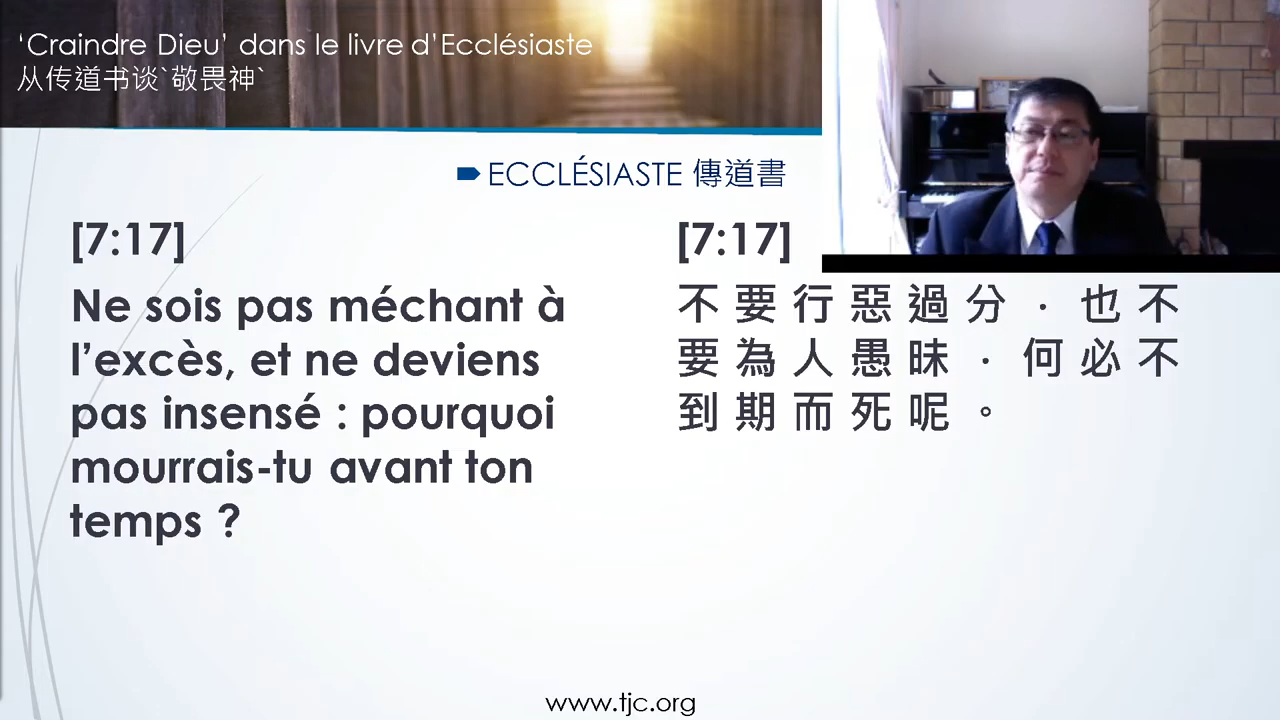 ‘Craindre Dieu’ dans le livre d’Ecclésiaste
从传道书谈`敬畏神`
ECCLÉSIASTE 傳道書
[7:17]
Ne sois pas méchant à
l’excès, et ne deviens
pas insensé : pourquoi
mourrais-tu avant ton
temps ?
[7:17]
不要行惡過分．也不
要為人愚昧．何必不
到期而死呢。
www.tjc.org